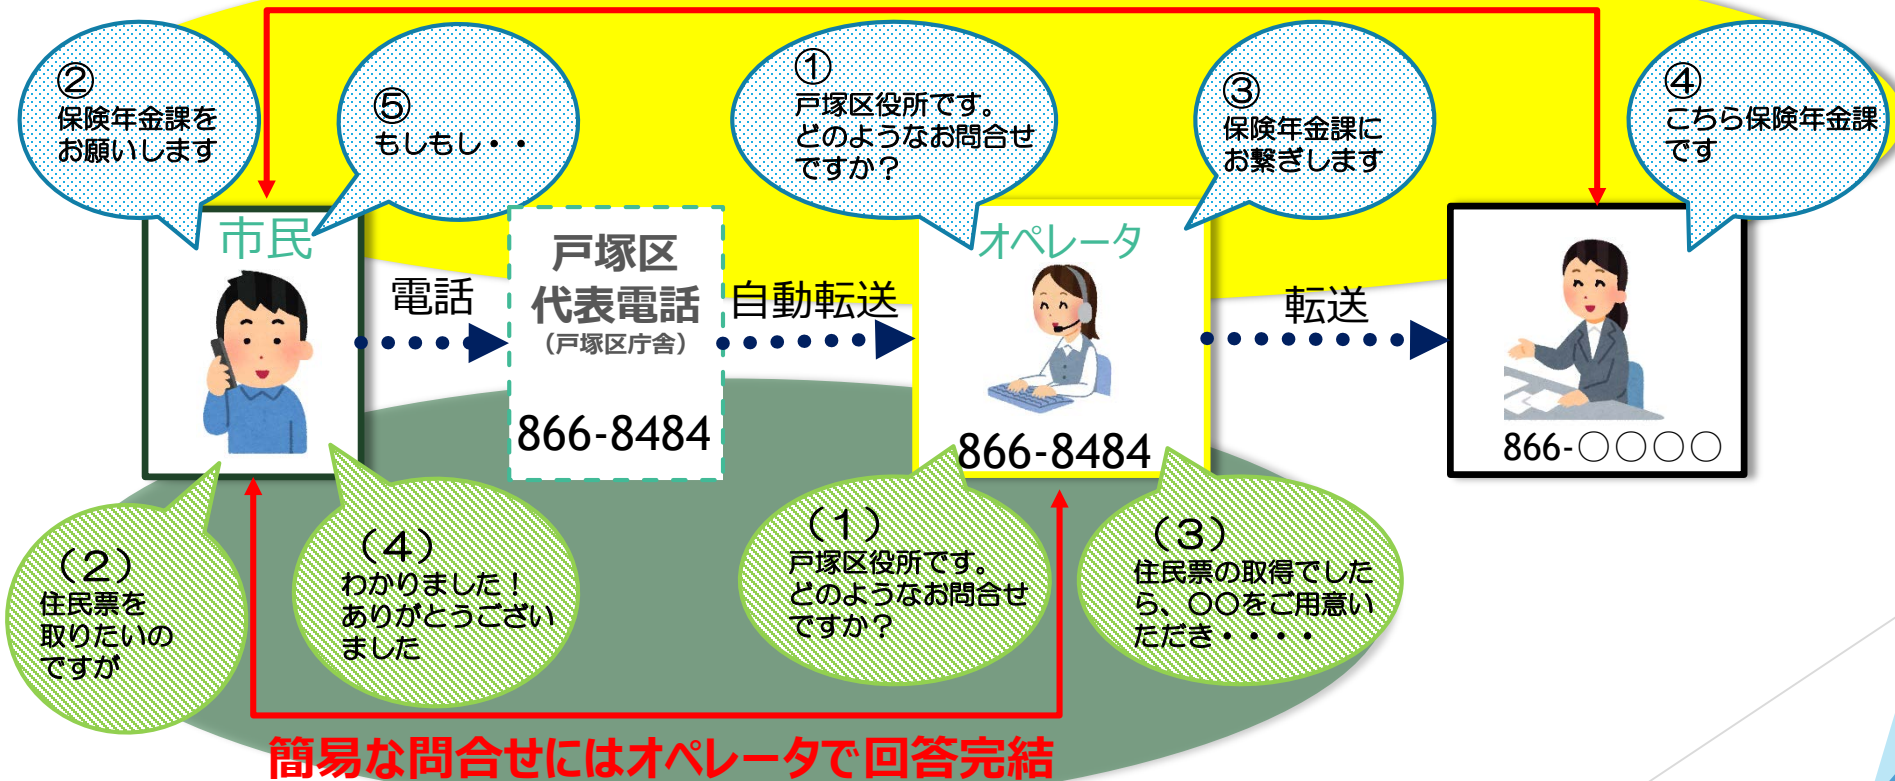 ②
保険年金課を
お願いします
⑤
もしもし・・
①
戸塚区役所です。
どのようなお問合せ
ですか？
③
保険年金課に
お繋ぎします
④
こちら保険年金課
です
市民
電話
戸塚区
代表電話
（戸塚区庁舎）
866-8484
自動転送
オペレータ
866-8484
転送
866-〇〇〇〇
（２）
住民票を
取りたいの
ですが
（４）
わかりました！
ありがとうござい
ました
（１）
戸塚区役所です。
どのようなお問合せ
ですか？
（３）
住民票の取得でした
ら、〇〇をご用意い
ただき・・・・
簡易な問合せにはオペレータで回答完結